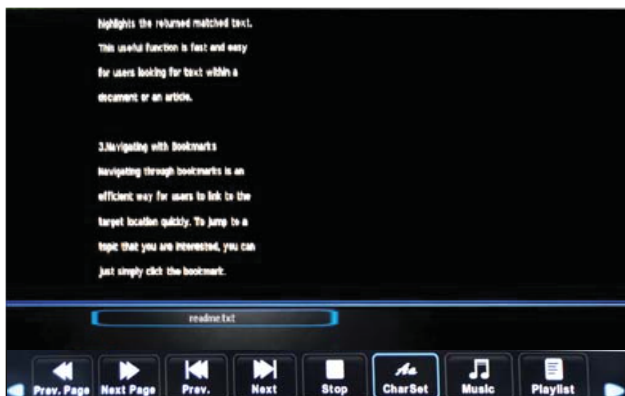 highlights the returned matched text.
This useful function is fast and easy
for users looking for text within a
document or an article.
3.Navigating with Bookmarks
Navigating through bookmarks is an
efficient way for users to link to the
target location quickly. To jump to a
topic that you are interested, you can
just simply click the bookmark.
readme.txt
Prev. Page Next Page Prev. Next Stop CharSet Music Playlist